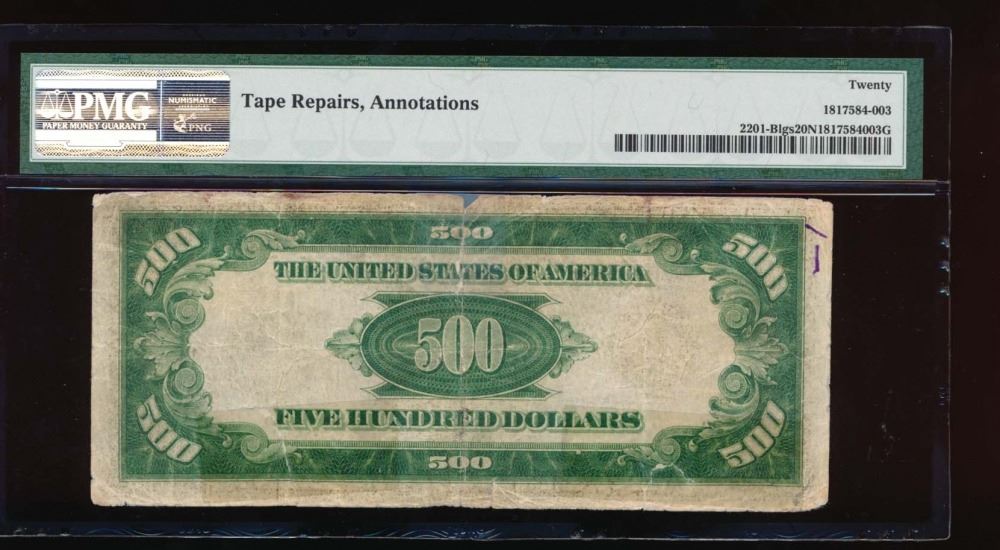 PMG
PAPER MONEY GUARANTY
NUMISMATIC
PNG
Tape Repairs, Annotations
Twenty
1817584-003
2201-Blgs20N1817584003G
500
500
500
THE UNITED STATES OF AMERICA
500
FIVE HUNDRED DOLLARS
500
500
500